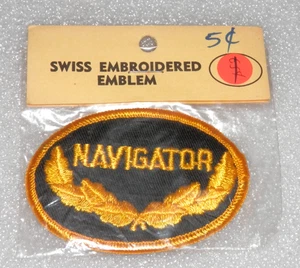 5¢
SWISS EMBROIDERED
EMBLEM
NAVIGATOR